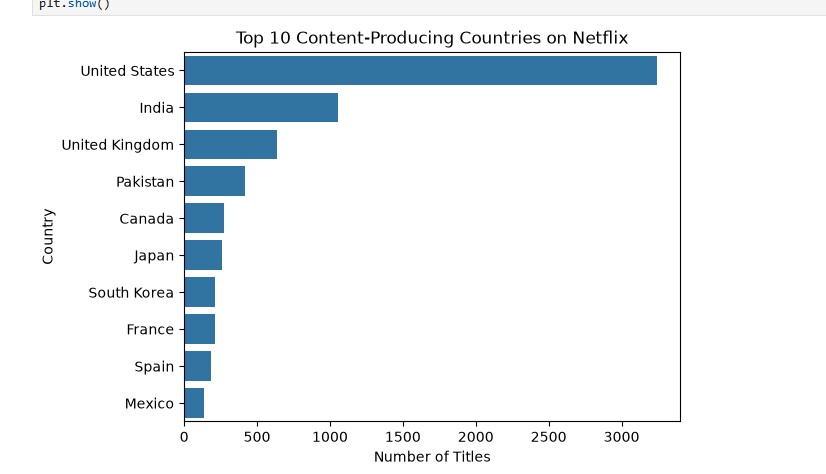 plt.show()
Top 10 Content-Producing Countries on Netflix
United States
India
United Kingdom
Pakistan
Canada
Japan
South Korea
France
Spain
Mexico
Country
0 500 1000 1500 2000 2500 3000
Number of Titles